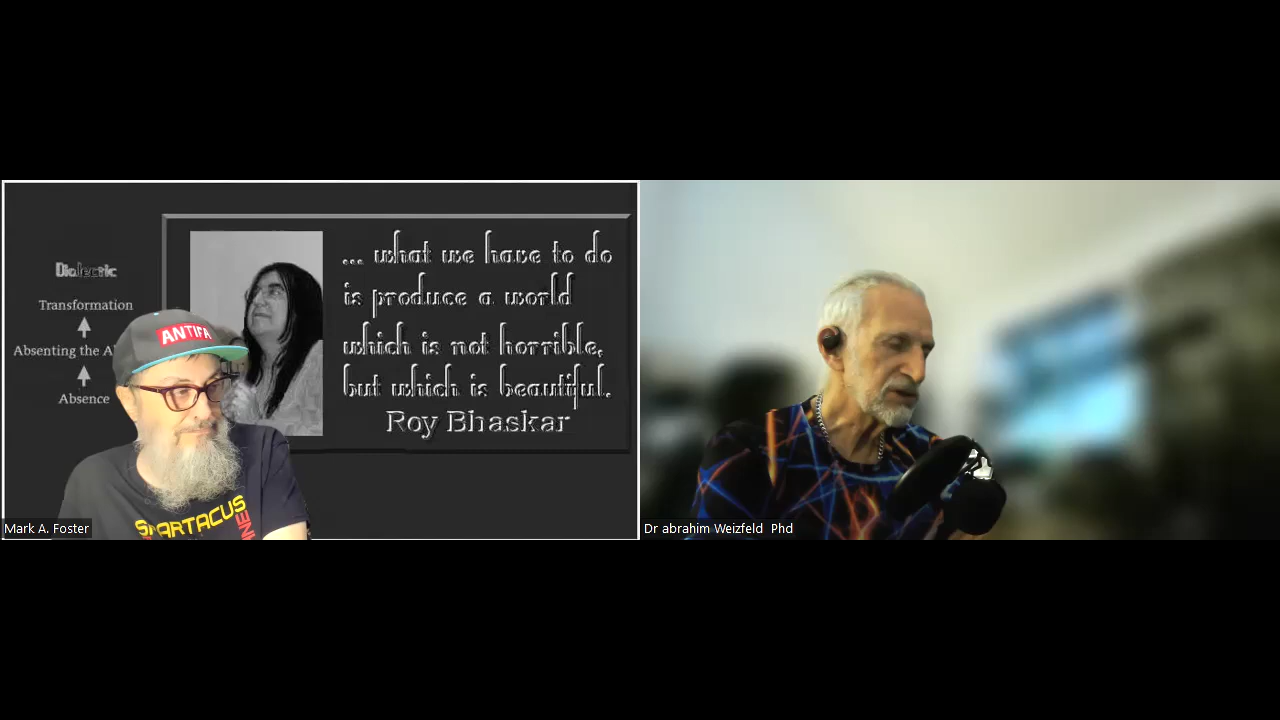 ... what we have to do
is produce a world
which is not horrible,
but which is beautiful.
Roy Bhaskar
Dialectic
Transformation
Absenting the
Absence
ANTIFA
SPARTACUS
Mark A. Foster
Dr abrahim Weizfeld Phd